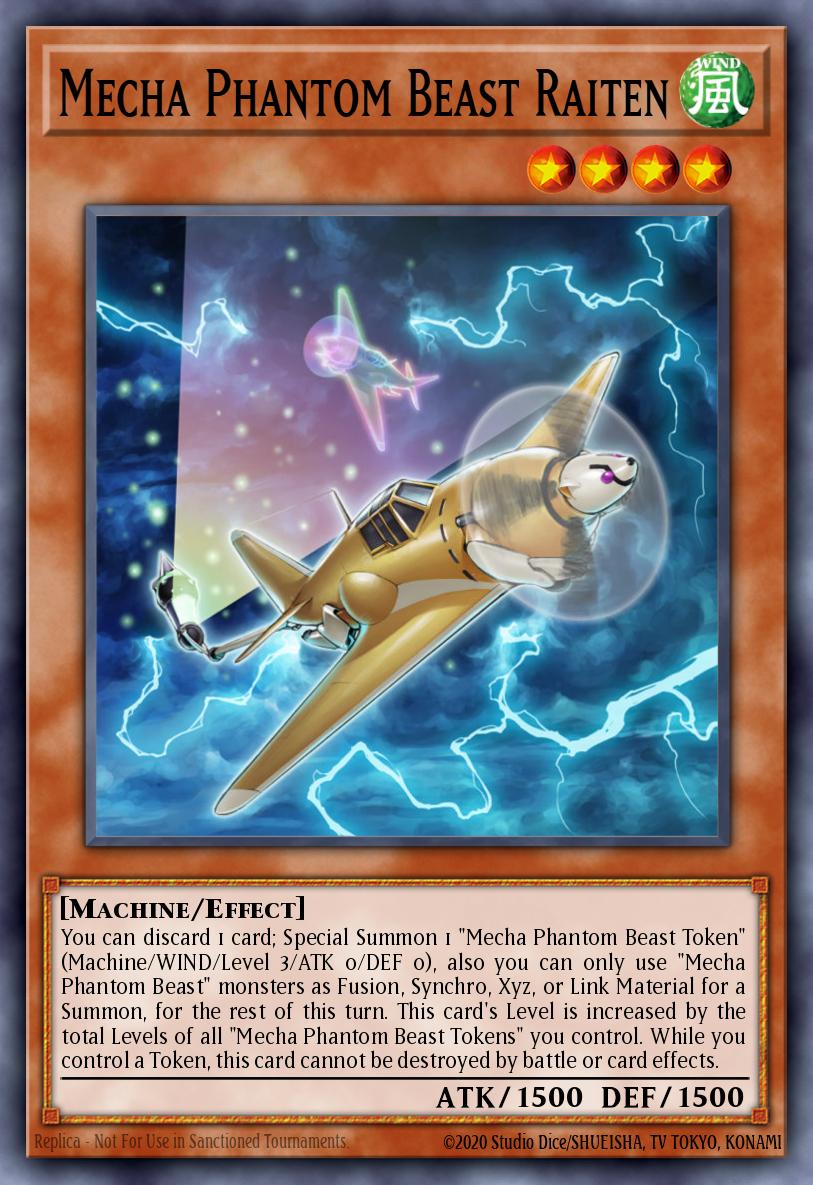 Mecha Phantom Beast Raiten
WIND
風
[Machine/Effect]
You can discard 1 card; Special Summon 1 "Mecha Phantom Beast Token"
(Machine/WIND/Level 3/ATK 0/DEF 0), also you can only use "Mecha
Phantom Beast" monsters as Fusion, Synchro, Xyz, or Link Material for a
Summon, for the rest of this turn. This card's Level is increased by the
total Levels of all "Mecha Phantom Beast Tokens" you control. While you
control a Token, this card cannot be destroyed by battle or card effects.
ATK/1500 DEF/1500
Replica - Not For Use in Sanctioned Tournaments.
©2020 Studio Dice/SHUEISHA, TV TOKYO, KONAMI